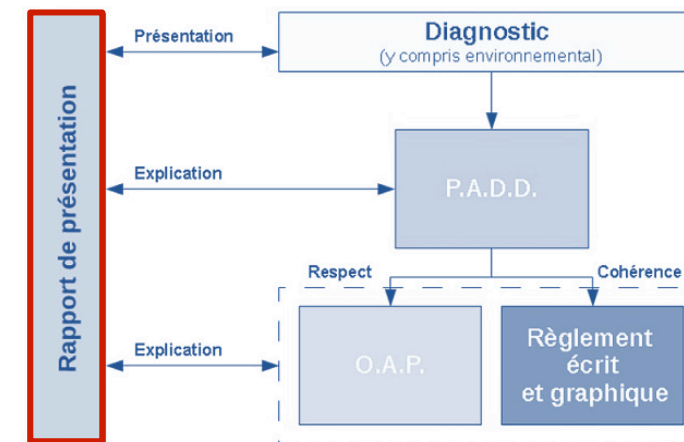 Rapport de présentation
Présentation
Diagnostic
(y compris environnemental)
Explication
P.A.D.D.
Respect
Cohérence
Explication
O.A.P.
Règlement
écrit
et graphique